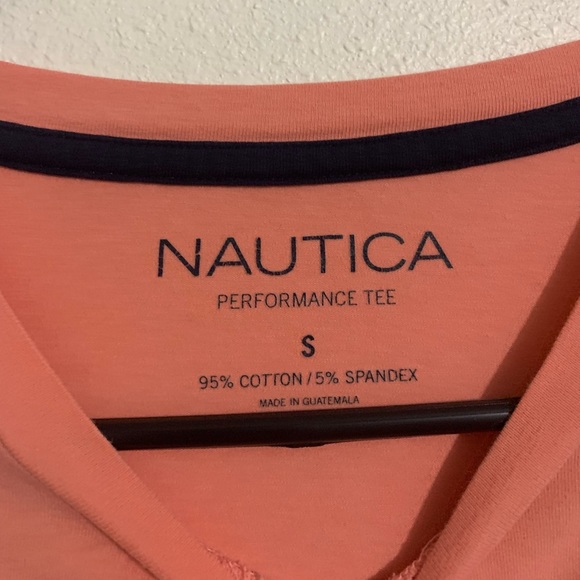 NAUTICA
PERFORMANCE TEE
S
95% COTTON/5% SPANDEX
MADE IN GUATEMALA